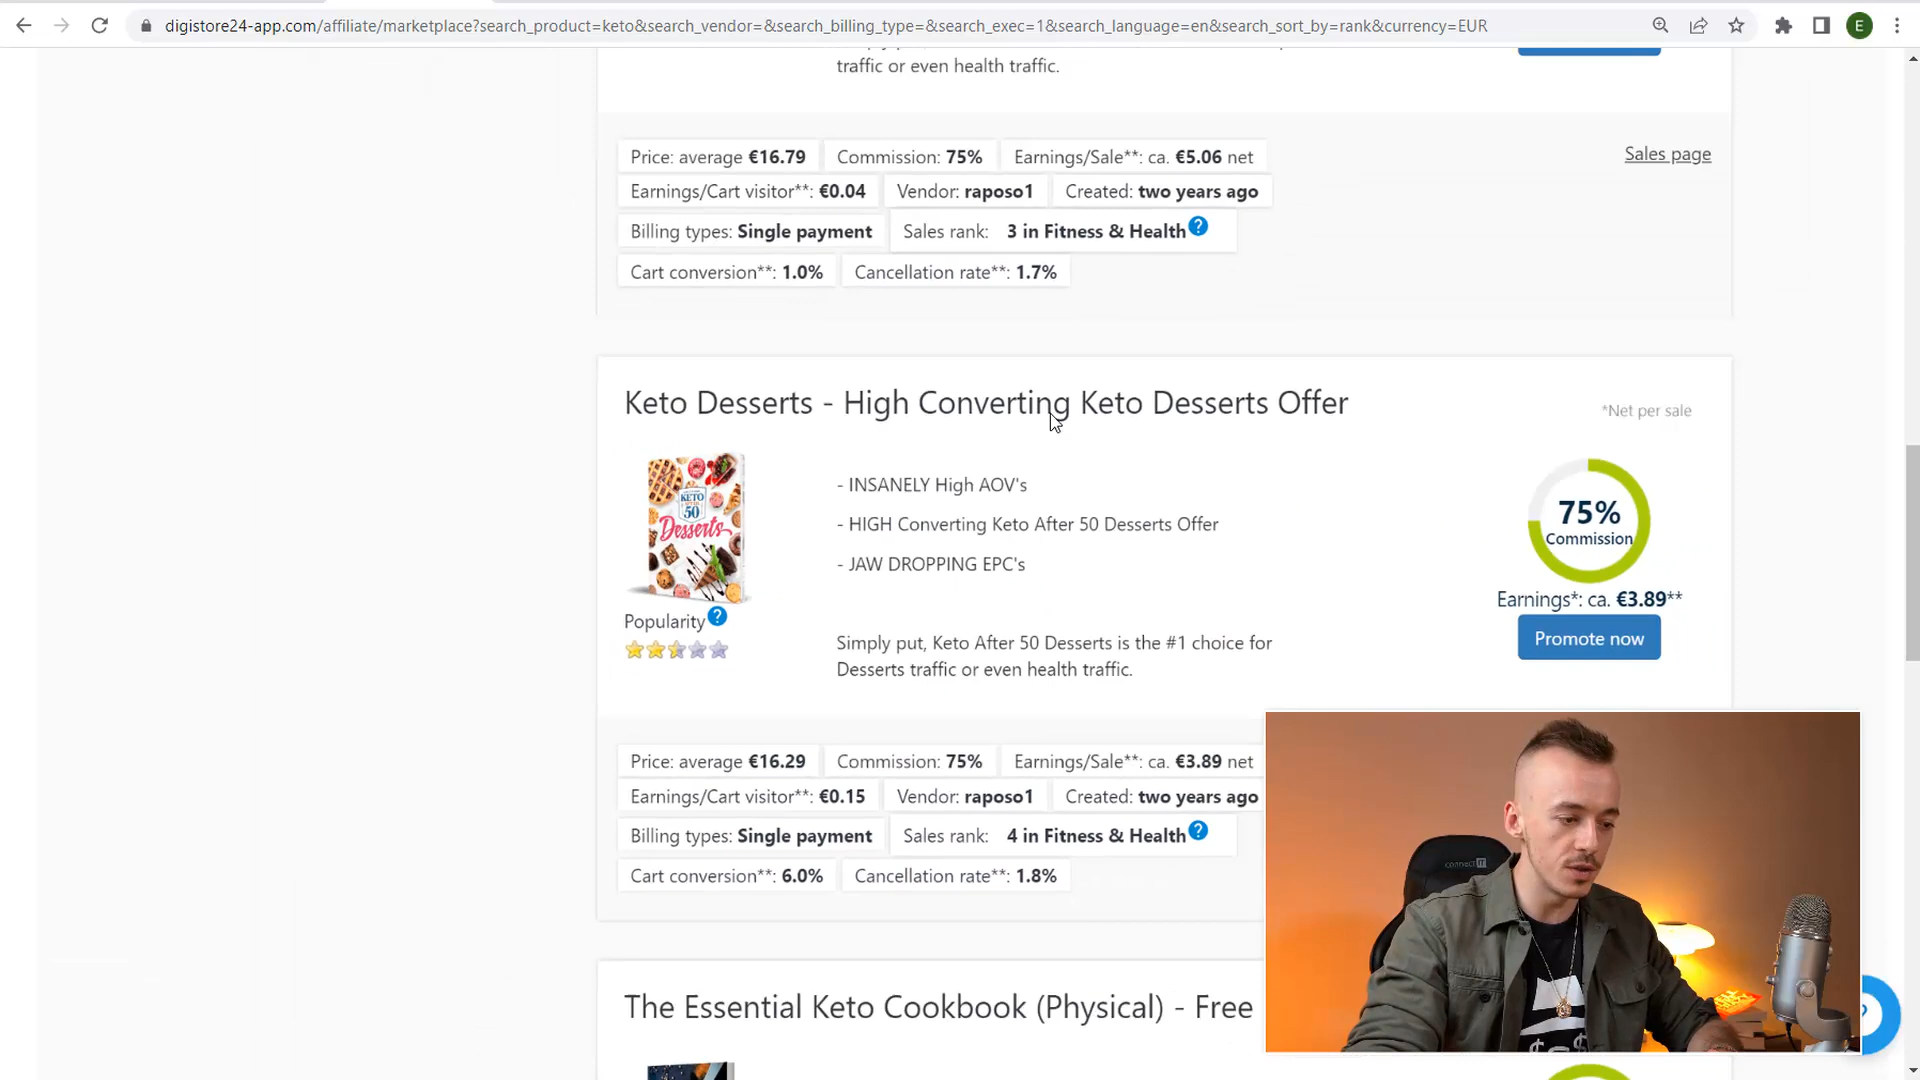 digistore24-app.com/affiliate/marketplace?search_product=keto&search_vendor=&search_billing_type=&search_exec=1&search_language=en&search_sort_by=rank&currency=EUR
E
traffic or even health traffic.
Price: average €16.79 Commission: 75% Earnings/Sale**: ca. €5.06 net
Sales page
Earnings/Cart visitor**: €0.04 Vendor: raposo1 Created: two years ago
Billing types: Single payment Sales rank: 3 in Fitness & Health ?
Cart conversion**: 1.0% Cancellation rate**: 1.7%
Keto Desserts - High Converting Keto Desserts Offer
*Net per sale
KETO
AFTER
50
Desserts
- INSANELY High AOV's
- HIGH Converting Keto After 50 Desserts Offer
- JAW DROPPING EPC's
75%
Commission
Earnings*: ca. €3.89**
Promote now
Popularity ?
Simply put, Keto After 50 Desserts is the #1 choice for
Desserts traffic or even health traffic.
Price: average €16.29 Commission: 75% Earnings/Sale**: ca. €3.89 net
Earnings/Cart visitor**: €0.15 Vendor: raposo1 Created: two years ago
Billing types: Single payment Sales rank: 4 in Fitness & Health ?
Cart conversion**: 6.0% Cancellation rate**: 1.8%
The Essential Keto Cookbook (Physical) - Free
connect IT